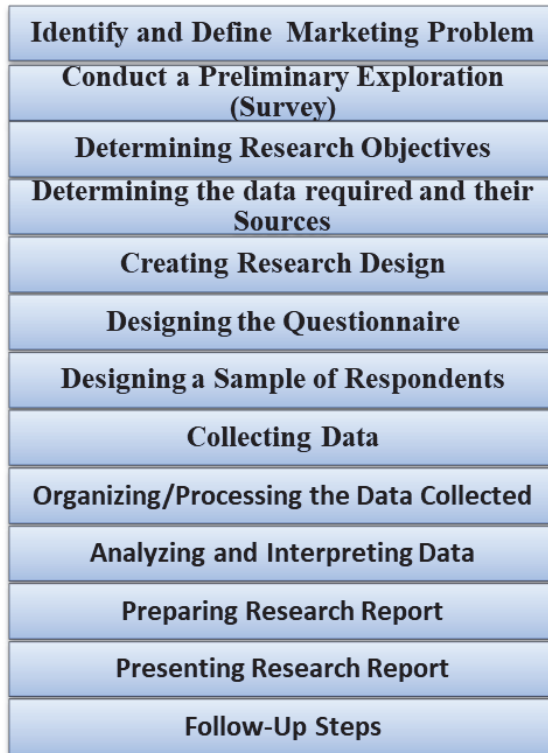 Identify and Define Marketing Problem
Conduct a Preliminary Exploration
(Survey)
Determining Research Objectives
Determining the data required and their
Sources
Creating Research Design
Designing the Questionnaire
Designing a Sample of Respondents
Collecting Data
Organizing/Processing the Data Collected
Analyzing and Interpreting Data
Preparing Research Report
Presenting Research Report
Follow-Up Steps